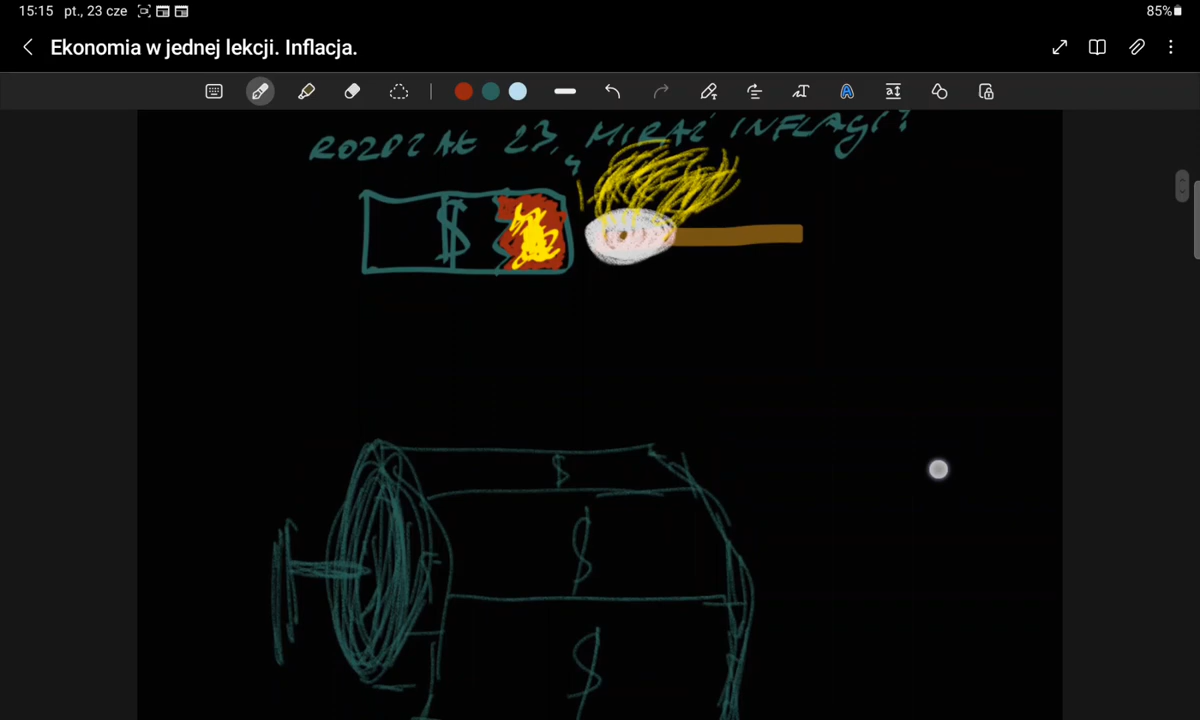 15:15 pt., 23 cze 85%
Ekonomia w jednej lekcji. Inflacja.
ROZDZIAŁ 23, MIRAŻ INFLACJI
$
$
$
$